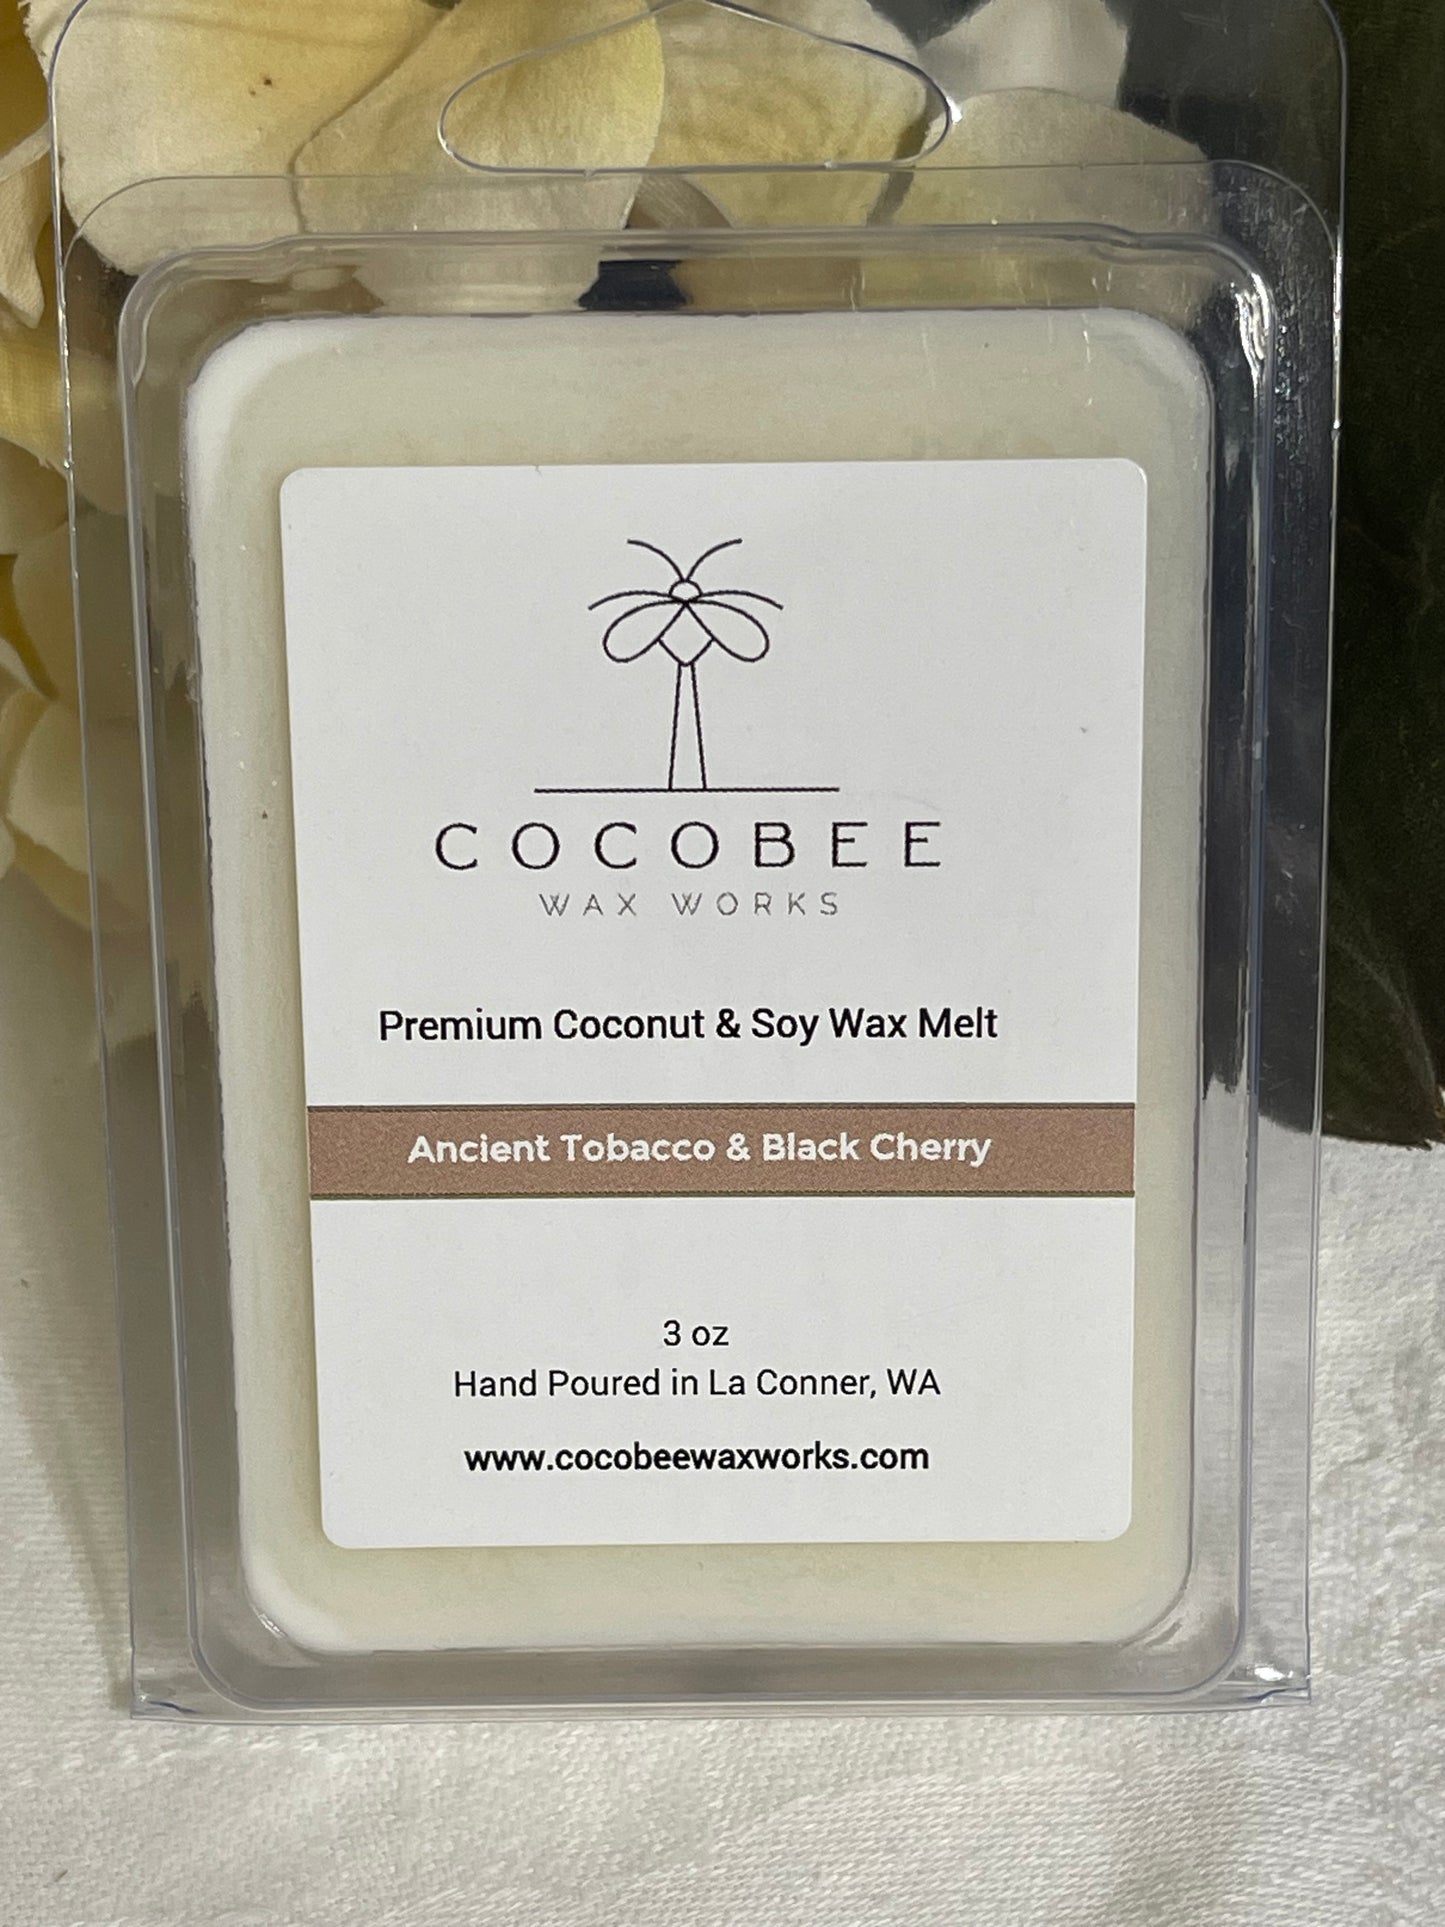 COCOBEE
WAX WORKS
Premium Coconut & Soy Wax Melt
Ancient Tobacco & Black Cherry
3 oz
Hand Poured in La Conner, WA
www.cocobeewaxworks.com